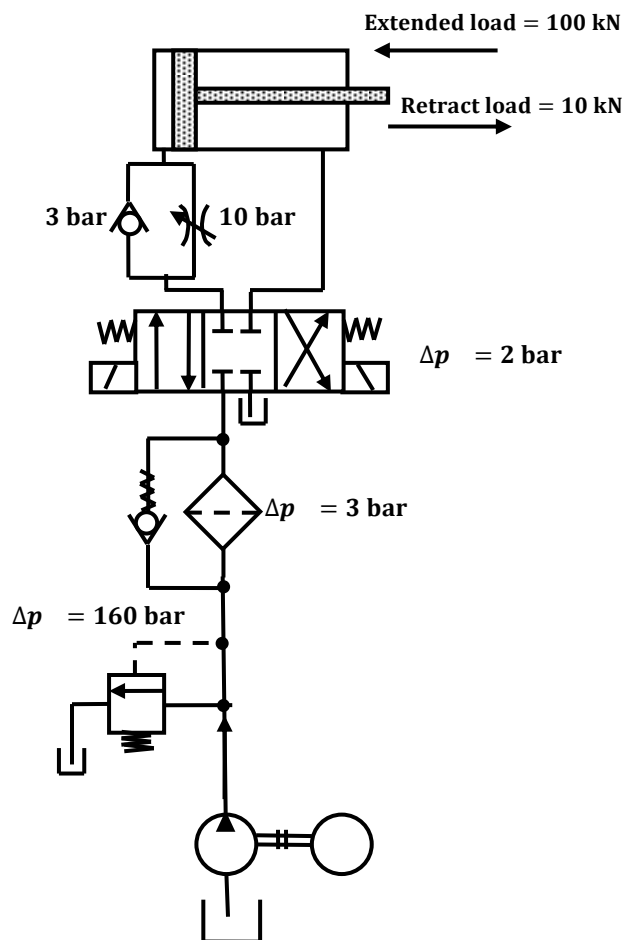 Extended load = 100 kN
Retract load = 10 kN
3 bar
10 bar
Δp = 2 bar
Δp = 3 bar
Δp = 160 bar